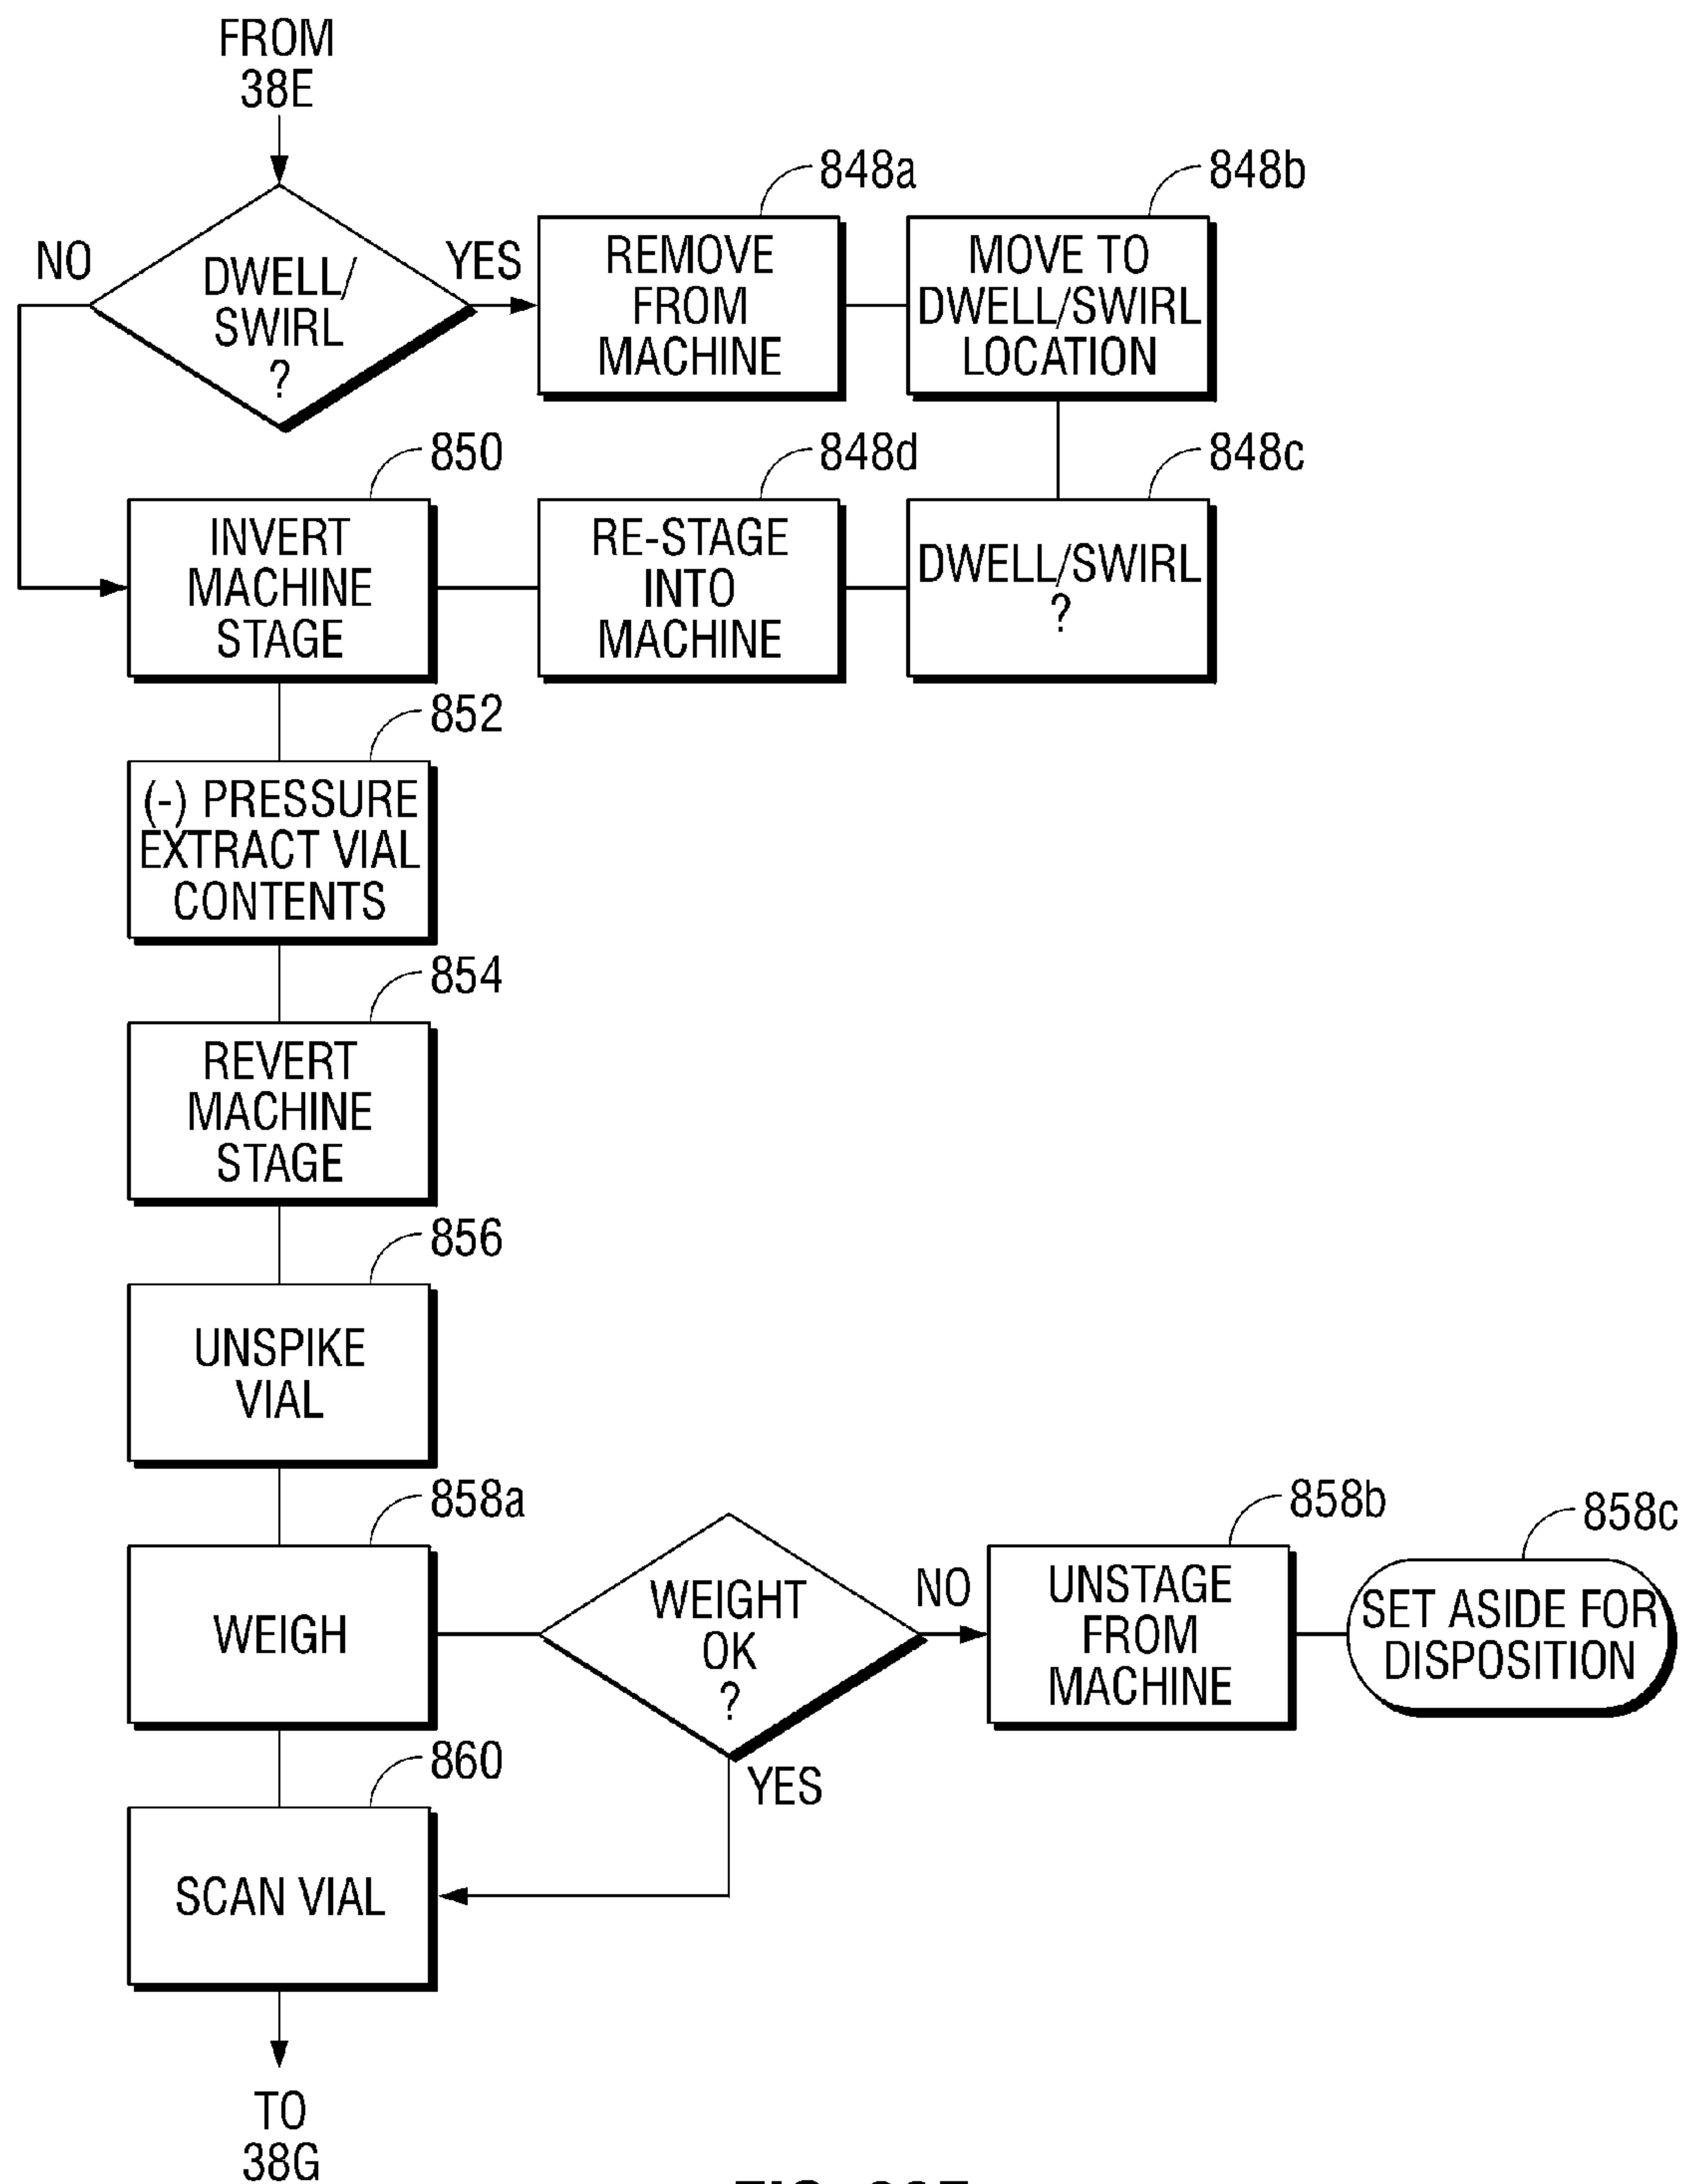 FROM
38E
848a
848b
NO
DWELL/
SWIRL
?
YES
REMOVE
FROM
MACHINE
MOVE TO
DWELL/SWIRL
LOCATION
850
848d
848c
INVERT
MACHINE
STAGE
RE-STAGE
INTO
MACHINE
DWELL/SWIRL
?
852
(-) PRESSURE
EXTRACT VIAL
CONTENTS
854
REVERT
MACHINE
STAGE
856
UNSPIKE
VIAL
858a
858b
858c
WEIGH
WEIGHT
OK
?
NO
UNSTAGE
FROM
MACHINE
SET ASIDE FOR
DISPOSITION
YES
860
SCAN VIAL
TO
38G